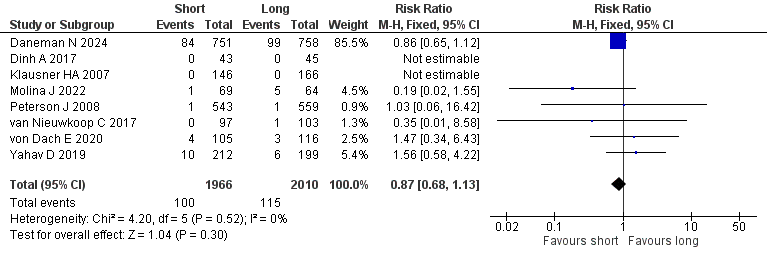 Short Long Risk Ratio Risk Ratio
Study or Subgroup Events Total Events Total Weight M-H, Fixed, 95% CI M-H, Fixed, 95% CI
Daneman N 2024 84 751 99 758 85.5% 0.86 [0.65, 1.12]
Dinh A 2017 0 43 0 45 Not estimable
Klausner HA 2007 0 146 0 166 Not estimable
Molina J 2022 1 69 5 64 4.5% 0.19 [0.02, 1.55]
Peterson J 2008 1 543 1 559 0.9% 1.03 [0.06, 16.42]
van Nieuwkoop C 2017 0 97 1 103 1.3% 0.35 [0.01, 8.58]
von Dach E 2020 4 105 3 116 2.5% 1.47 [0.34, 6.43]
Yahav D 2019 10 212 6 199 5.4% 1.56 [0.58, 4.22]
Total (95% CI) 1966 2010 100.0% 0.87 [0.68, 1.13]
Total events 100 115
Heterogeneity: Chi² = 4.20, df = 5 (P = 0.52); I² = 0%
Test for overall effect: Z = 1.04 (P = 0.30)
0.02 0.1 1 10 50
Favours short Favours long